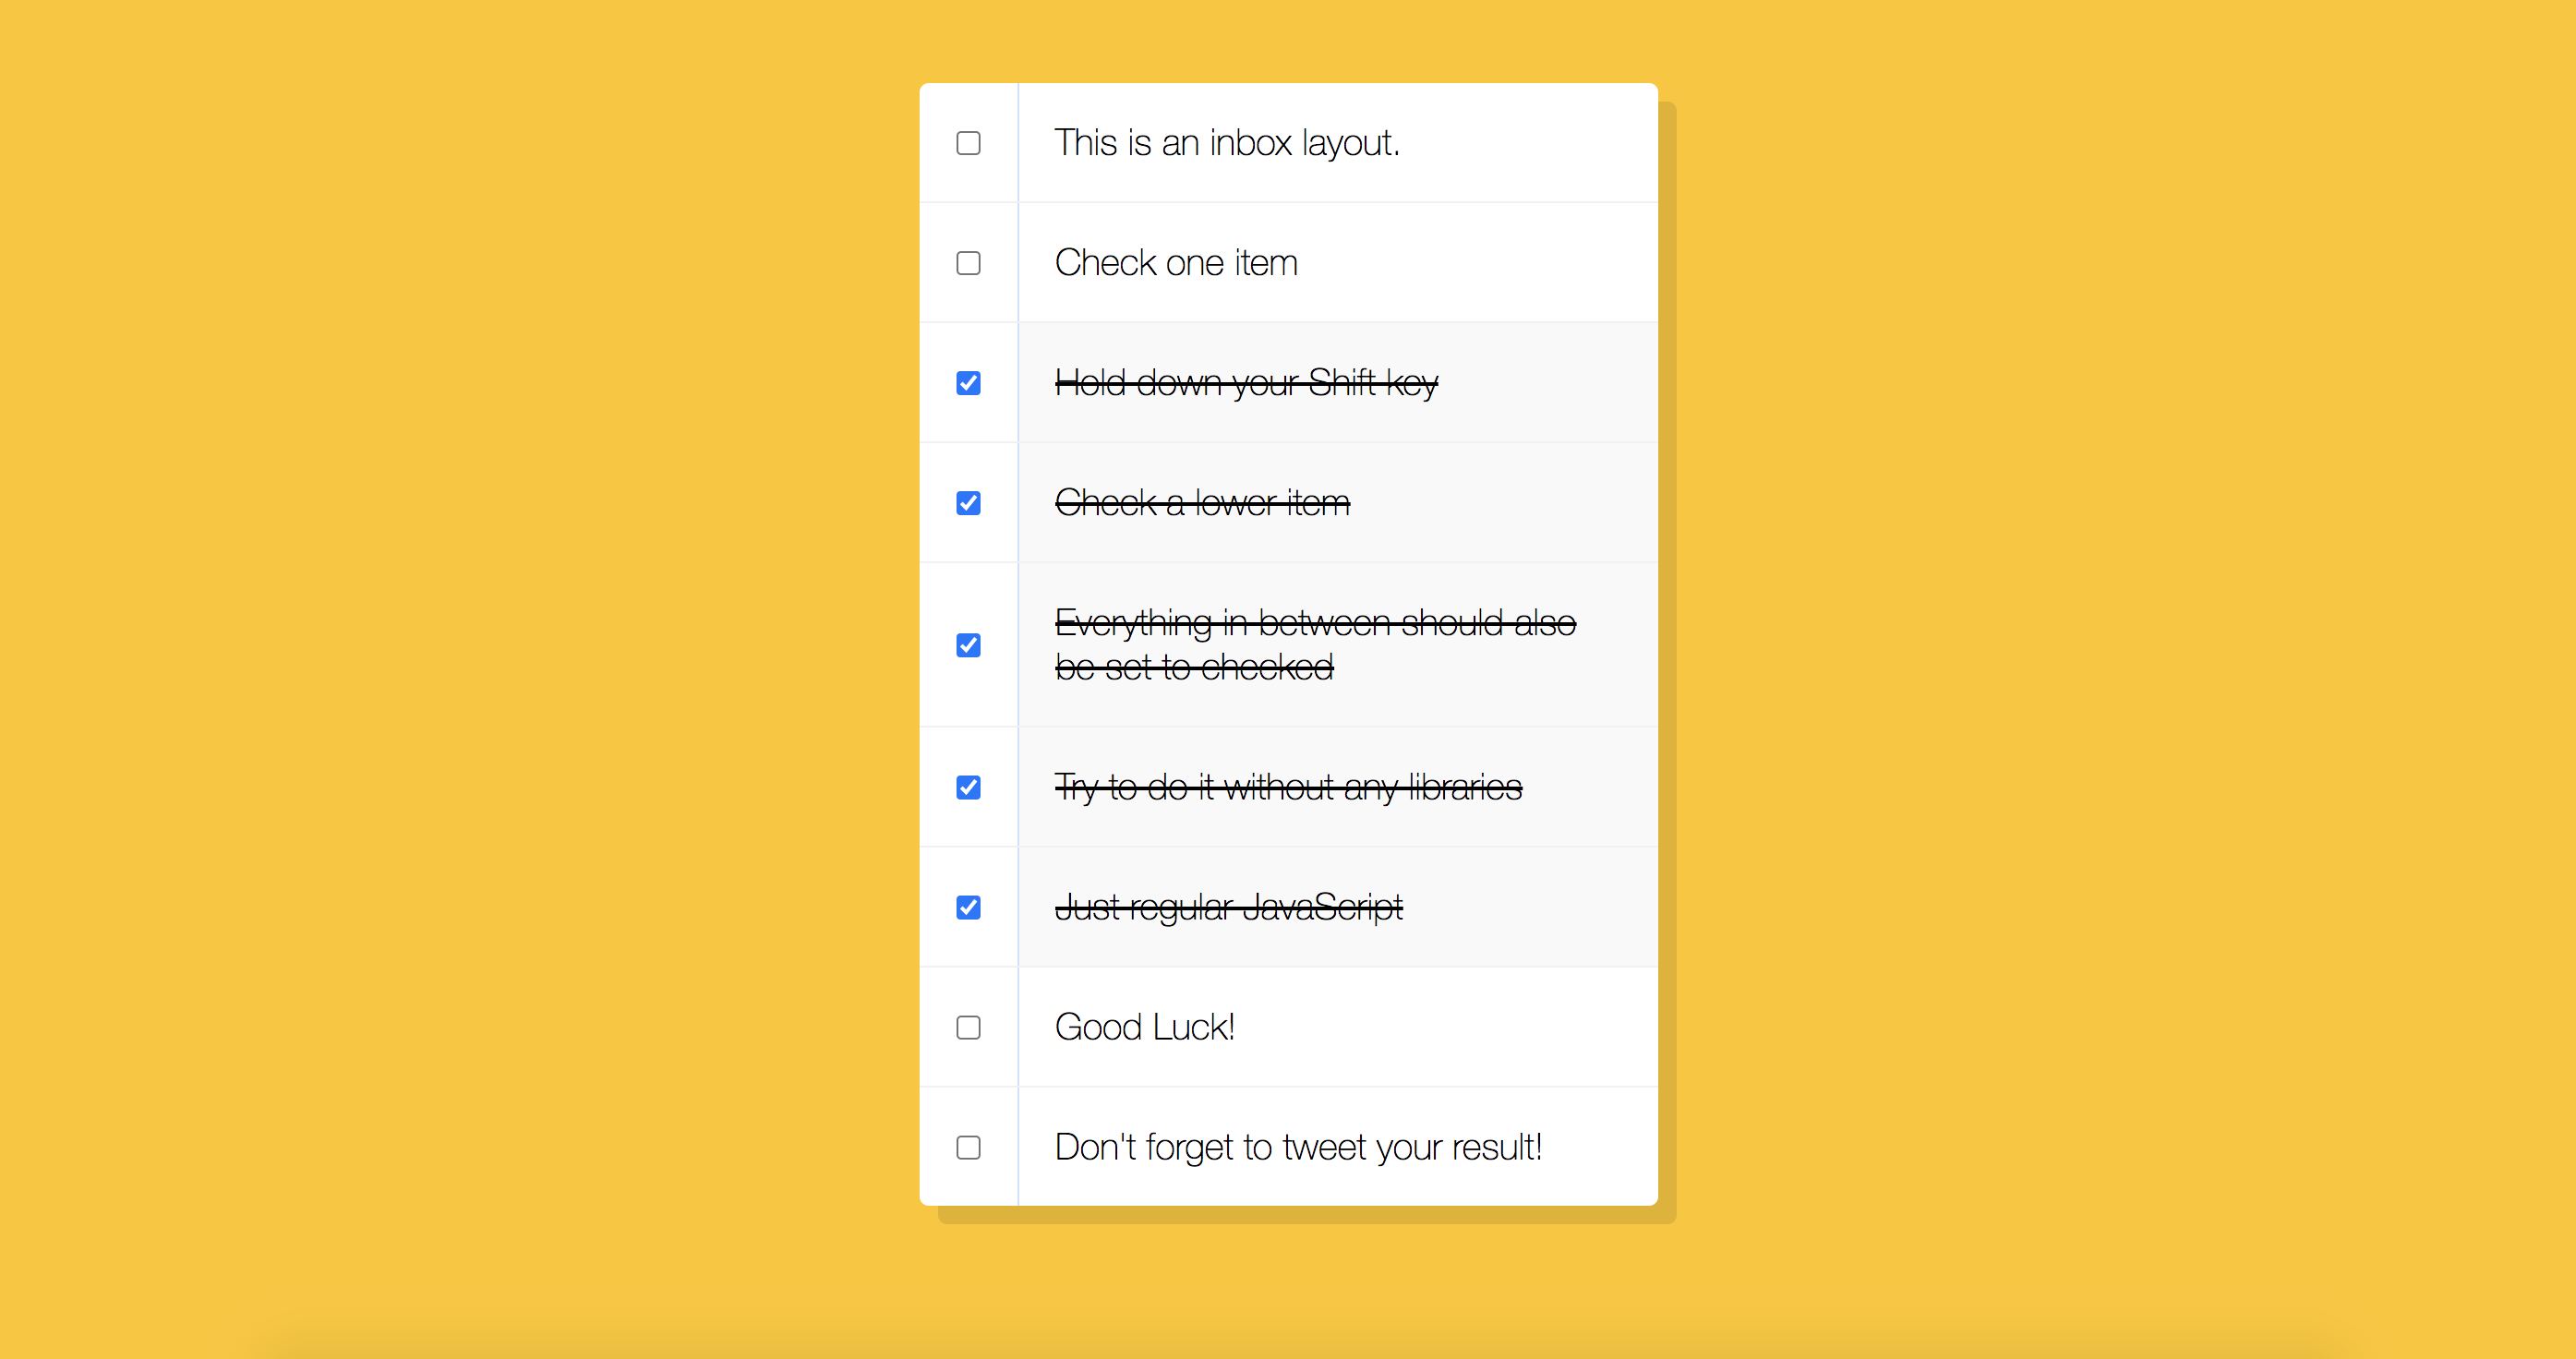 This is an inbox layout.
Check one item
Hold down your Shift key
Check a lower item
Everything in between should also
be set to checked
Try to do it without any libraries
Just regular JavaScript
Good Luck!
Don't forget to tweet your result!